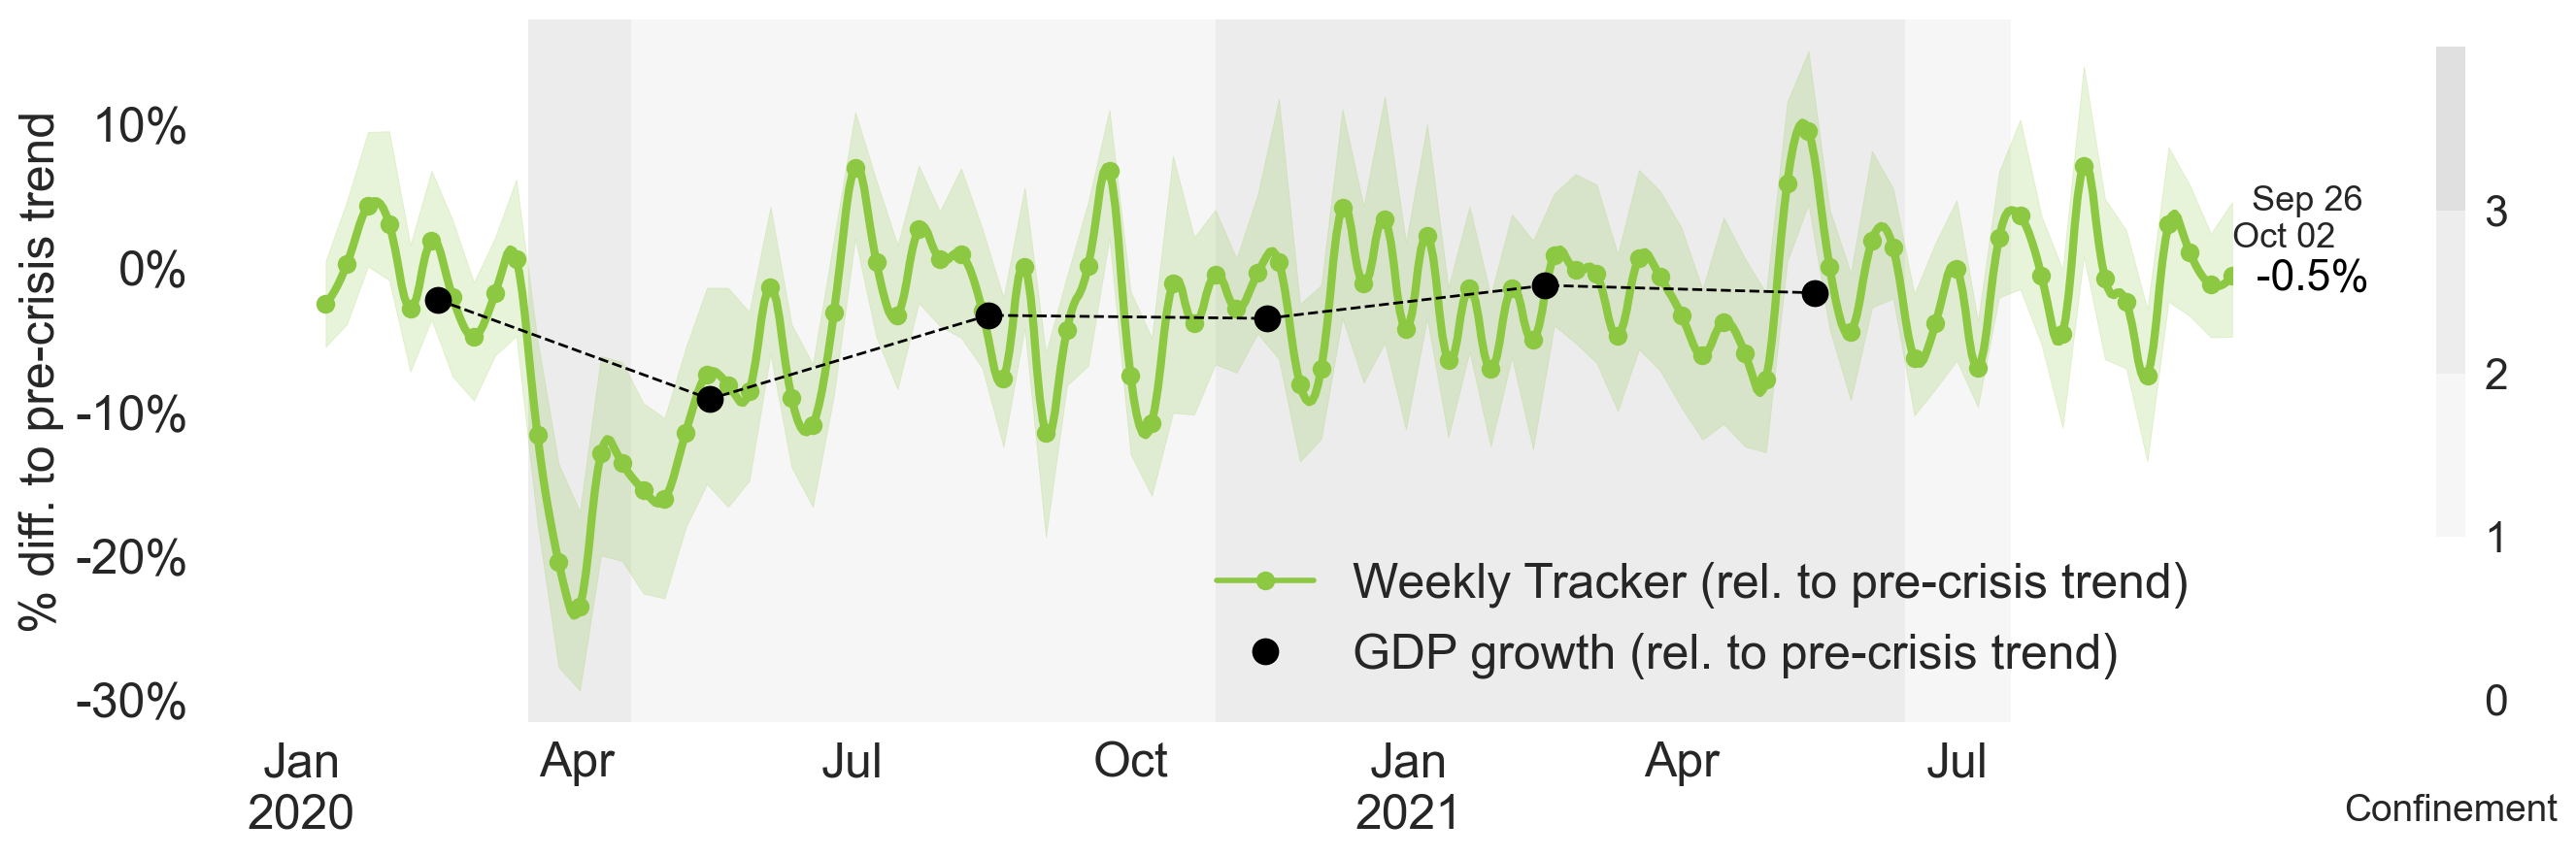 % diff. to pre-crisis trend
10%
0%
-10%
-20%
-30%
Jan
2020
Apr
Jul
Oct
Jan
2021
Apr
Jul
Weekly Tracker (rel. to pre-crisis trend)
GDP growth (rel. to pre-crisis trend)
Sep 26
Oct 02
-0.5%
3
2
1
0
Confinement